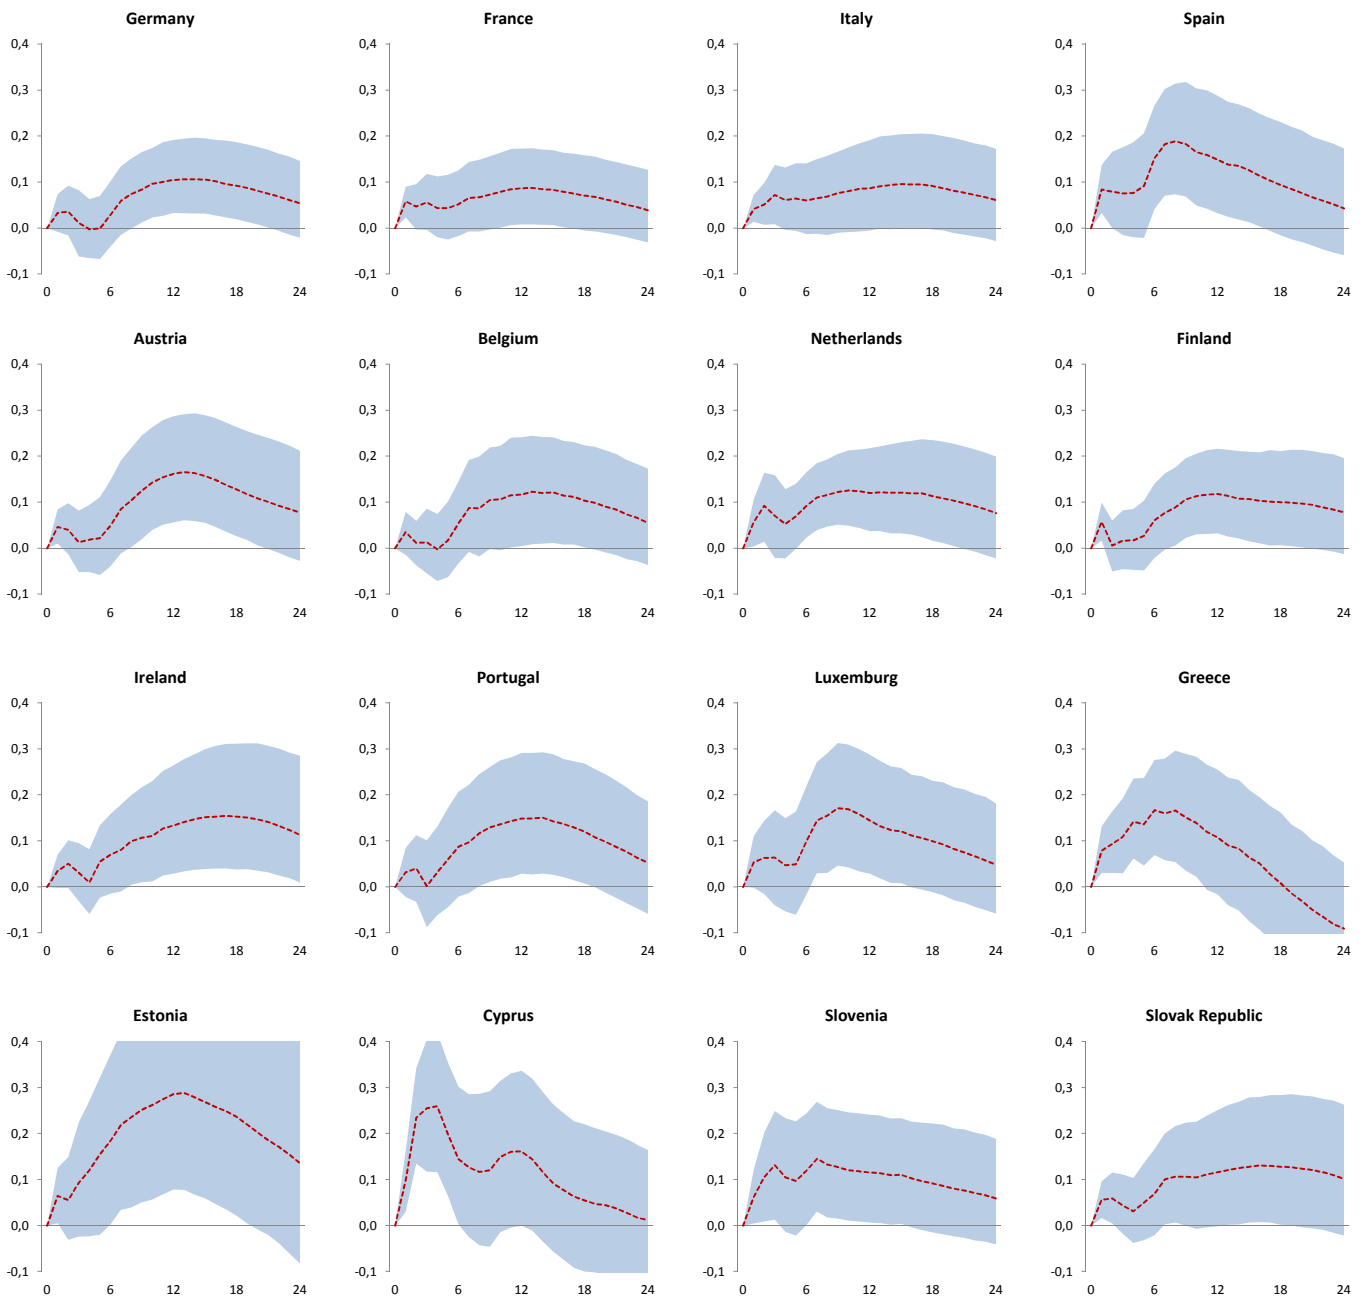 Germany France Italy Spain
0,4 0,4 0,4 0,4
0,3 0,3 0,3 0,3
0,2 0,2 0,2 0,2
0,1 0,1 0,1 0,1
0,0 0,0 0,0 0,0
-0,1 -0,1 -0,1 -0,1
0 6 12 18 24 0 6 12 18 24 0 6 12 18 24 0 6 12 18 24
Austria Belgium Netherlands Finland
0,4 0,4 0,4 0,4
0,3 0,3 0,3 0,3
0,2 0,2 0,2 0,2
0,1 0,1 0,1 0,1
0,0 0,0 0,0 0,0
-0,1 -0,1 -0,1 -0,1
0 6 12 18 24 0 6 12 18 24 0 6 12 18 24 0 6 12 18 24
Ireland Portugal Luxemburg Greece
0,4 0,4 0,4 0,4
0,3 0,3 0,3 0,3
0,2 0,2 0,2 0,2
0,1 0,1 0,1 0,1
0,0 0,0 0,0 0,0
-0,1 -0,1 -0,1 -0,1
0 6 12 18 24 0 6 12 18 24 0 6 12 18 24 0 6 12 18 24
Estonia Cyprus Slovenia Slovak Republic
0,4 0,4 0,4 0,4
0,3 0,3 0,3 0,3
0,2 0,2 0,2 0,2
0,1 0,1 0,1 0,1
0,0 0,0 0,0 0,0
-0,1 -0,1 -0,1 -0,1
0 6 12 18 24 0 6 12 18 24 0 6 12 18 24 0 6 12 18 24